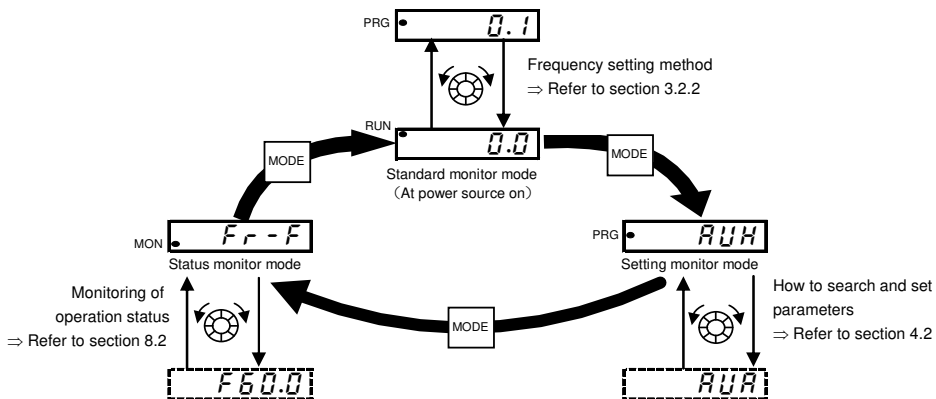 PRG
0.1
Frequency setting method
⇒ Refer to section 3.2.2
RUN
0.0
MODE
MODE
Standard monitor mode
(At power source on)
MON
Fr-F
PRG
AUH
Status monitor mode
Setting monitor mode
Monitoring of
operation status
⇒ Refer to section 8.2
How to search and set
parameters
⇒ Refer to section 4.2
MODE
F60.0
AUA